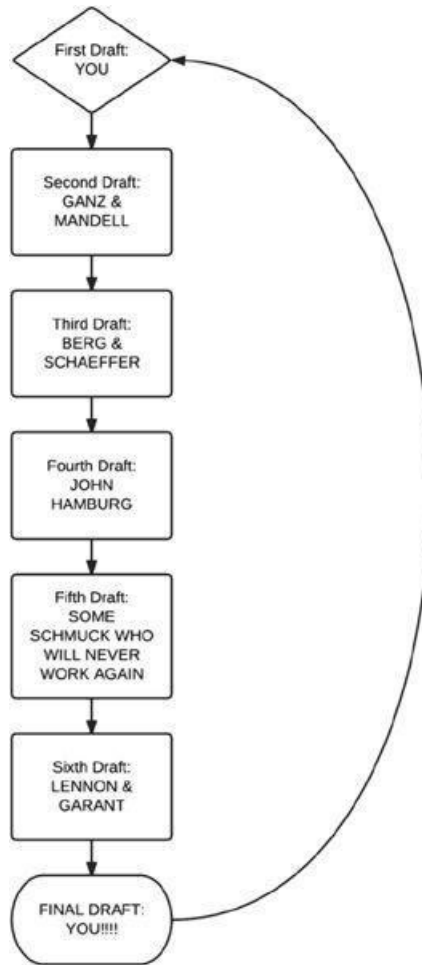 First Draft:
YOU
Second Draft:
GANZ &
MANDELL
Third Draft:
BERG &
SCHAEFFER
Fourth Draft:
JOHN
HAMBURG
Fifth Draft:
SOME
SCHMUCK WHO
WILL NEVER
WORK AGAIN
Sixth Draft:
LENNON &
GARANT
FINAL DRAFT:
YOU!!!!